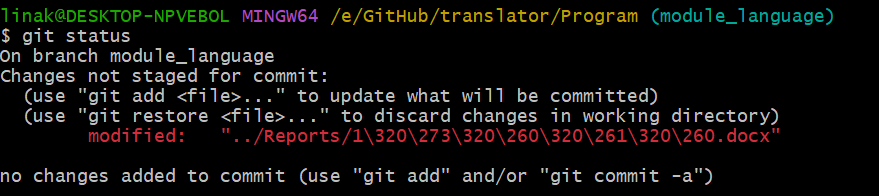 linak@DESKTOP-NPVEBOL MINGW64 /e/GitHub/translator/Program (module_language)
$ git status
On branch module_language
Changes not staged for commit:
  (use "git add <file>..." to update what will be committed)
  (use "git restore <file>..." to discard changes in working directory)
        modified:   "../Reports/1\320\273\320\260\320\261\320\260.docx"

no changes added to commit (use "git add" and/or "git commit -a")